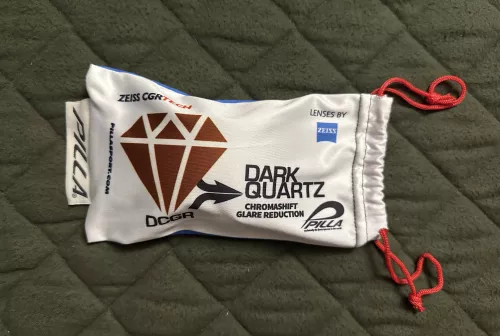 ZEISS CGRTECH
LENSES BY
ZEISS
PILLA
PILLASPORT.COM
DCGR
DARK
QUARTZ
CHROMASHIFT
GLARE REDUCTION
PILLA